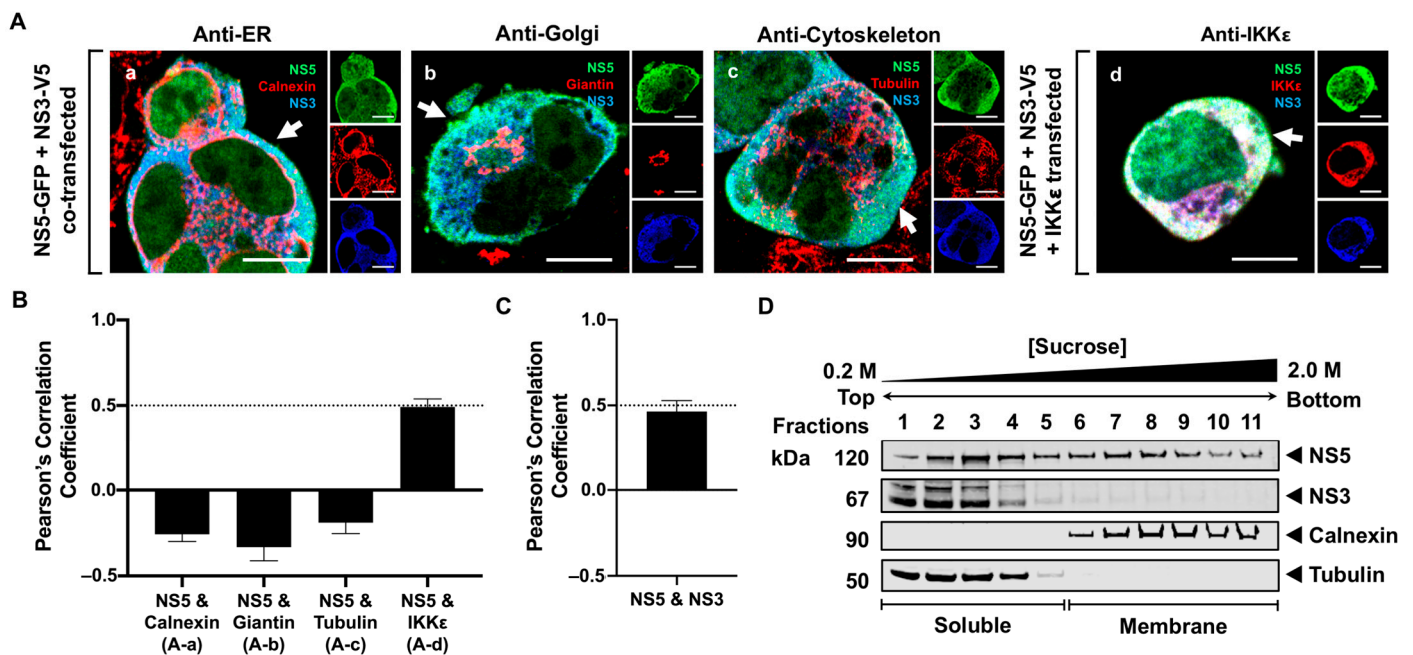 A
Anti-ER
Anti-Golgi
Anti-Cytoskeleton
Anti-IKKε
NS5-GFP + NS3-V5
co-transfected
a
NS5
Calnexin
NS3
b
NS5
Giantin
NS3
c
NS5
Tubulin
NS3
NS5-GFP + NS3-V5
+ IKKε transfected
d
NS5
IKKε
NS3
B
Pearson's Correlation
Coefficient
1.0
0.5
0.0
–0.5
NS5 &
Calnexin
(A-a)
NS5 &
Giantin
(A-b)
NS5 &
Tubulin
(A-c)
NS5 &
IKKε
(A-d)
C
Pearson's Correlation
Coefficient
1.0
0.5
0.0
–0.5
NS5 & NS3
D
[Sucrose]
0.2 M
2.0 M
Top
Bottom
Fractions 1 2 3 4 5 6 7 8 9 10 11
kDa 120 NS5
67 NS3
90 Calnexin
50 Tubulin
Soluble
Membrane